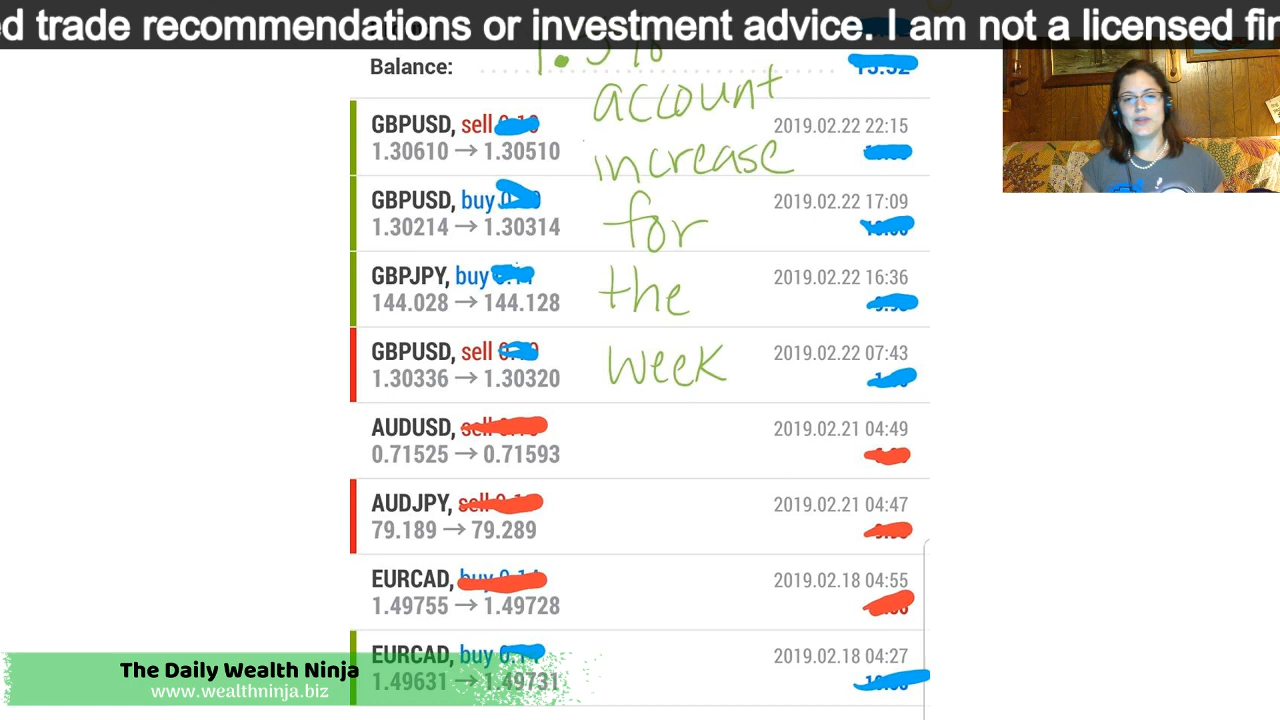 ed trade recommendations or investment advice. I am not a licensed fin
Balance:
account
increase
for
the
week
GBPUSD, sell
2019.02.22 22:15
1.30610 → 1.30510
GBPUSD, buy
2019.02.22 17:09
1.30214 → 1.30314
GBPJPY, buy
2019.02.22 16:36
144.028 → 144.128
GBPUSD, sell
2019.02.22 07:43
1.30336 → 1.30320
AUDUSD, sell
2019.02.21 04:49
0.71525 → 0.71593
AUDJPY, sell
2019.02.21 04:47
79.189 → 79.289
EURCAD, buy
2019.02.18 04:55
1.49755 → 1.49728
EURCAD, buy
2019.02.18 04:27
1.49631 → 1.49731
The Daily Wealth Ninja
www.wealthninja.biz